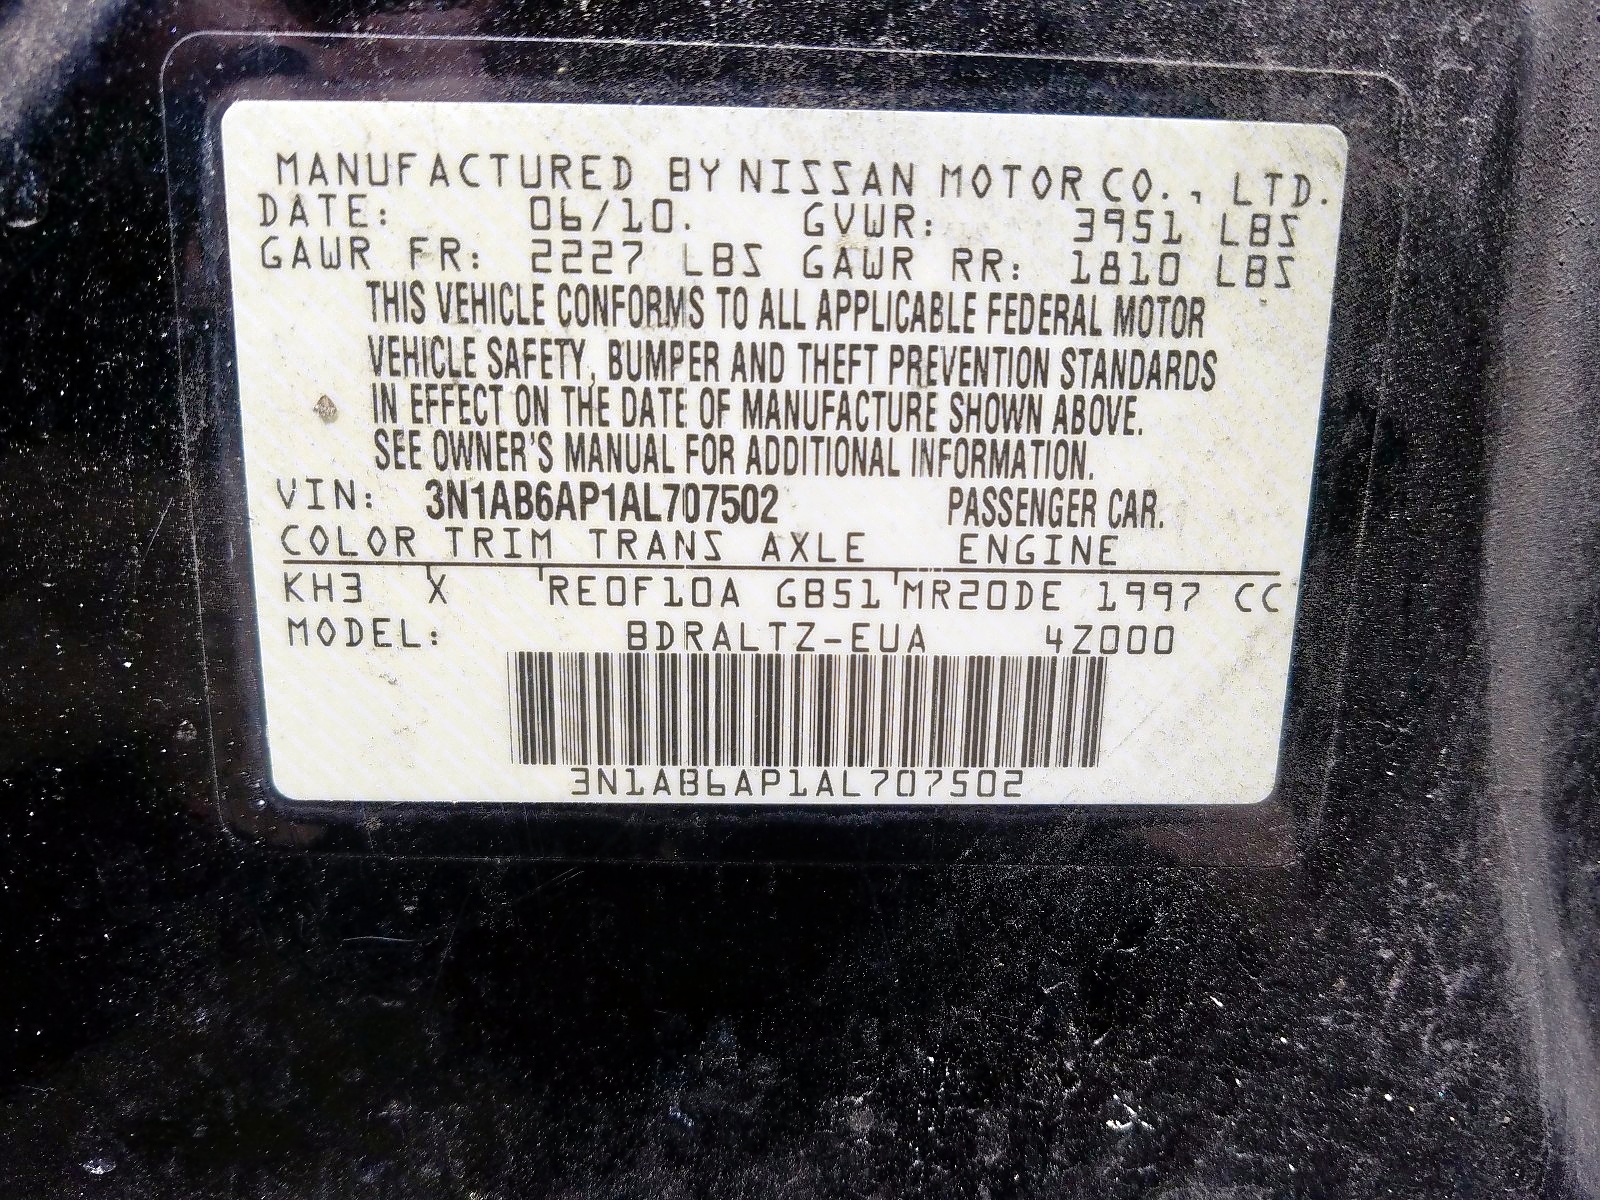 MANUFACTURED BY NISSAN MOTOR CO., LTD.
DATE: 06/10. GVWR: 3951 LBS
GAWR FR: 2227 LBS GAWR RR: 1810 LBS
THIS VEHICLE CONFORMS TO ALL APPLICABLE FEDERAL MOTOR
VEHICLE SAFETY, BUMPER AND THEFT PREVENTION STANDARDS
IN EFFECT ON THE DATE OF MANUFACTURE SHOWN ABOVE.
SEE OWNER'S MANUAL FOR ADDITIONAL INFORMATION.
VIN: 3N1AB6AP1AL707502 PASSENGER CAR.
COLOR TRIM TRANS AXLE ENGINE
KH3 X RE0F10A GB51 MR20DE 1997 CC
MODEL: BDRALTZ-EUA 4Z000
3N1AB6AP1AL707502